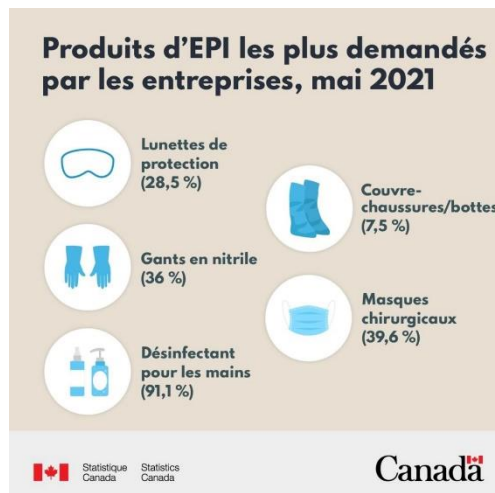 Produits d’EPI les plus demandés
par les entreprises, mai 2021
Lunettes de
protection
(28,5 %)
Gants en nitrile
(36 %)
Désinfectant
pour les mains
(91,1 %)
Couvre-
chaussures/bottes
(7,5 %)
Masques
chirurgicaux
(39,6 %)
Statistique
Canada
Statistics
Canada
Canada